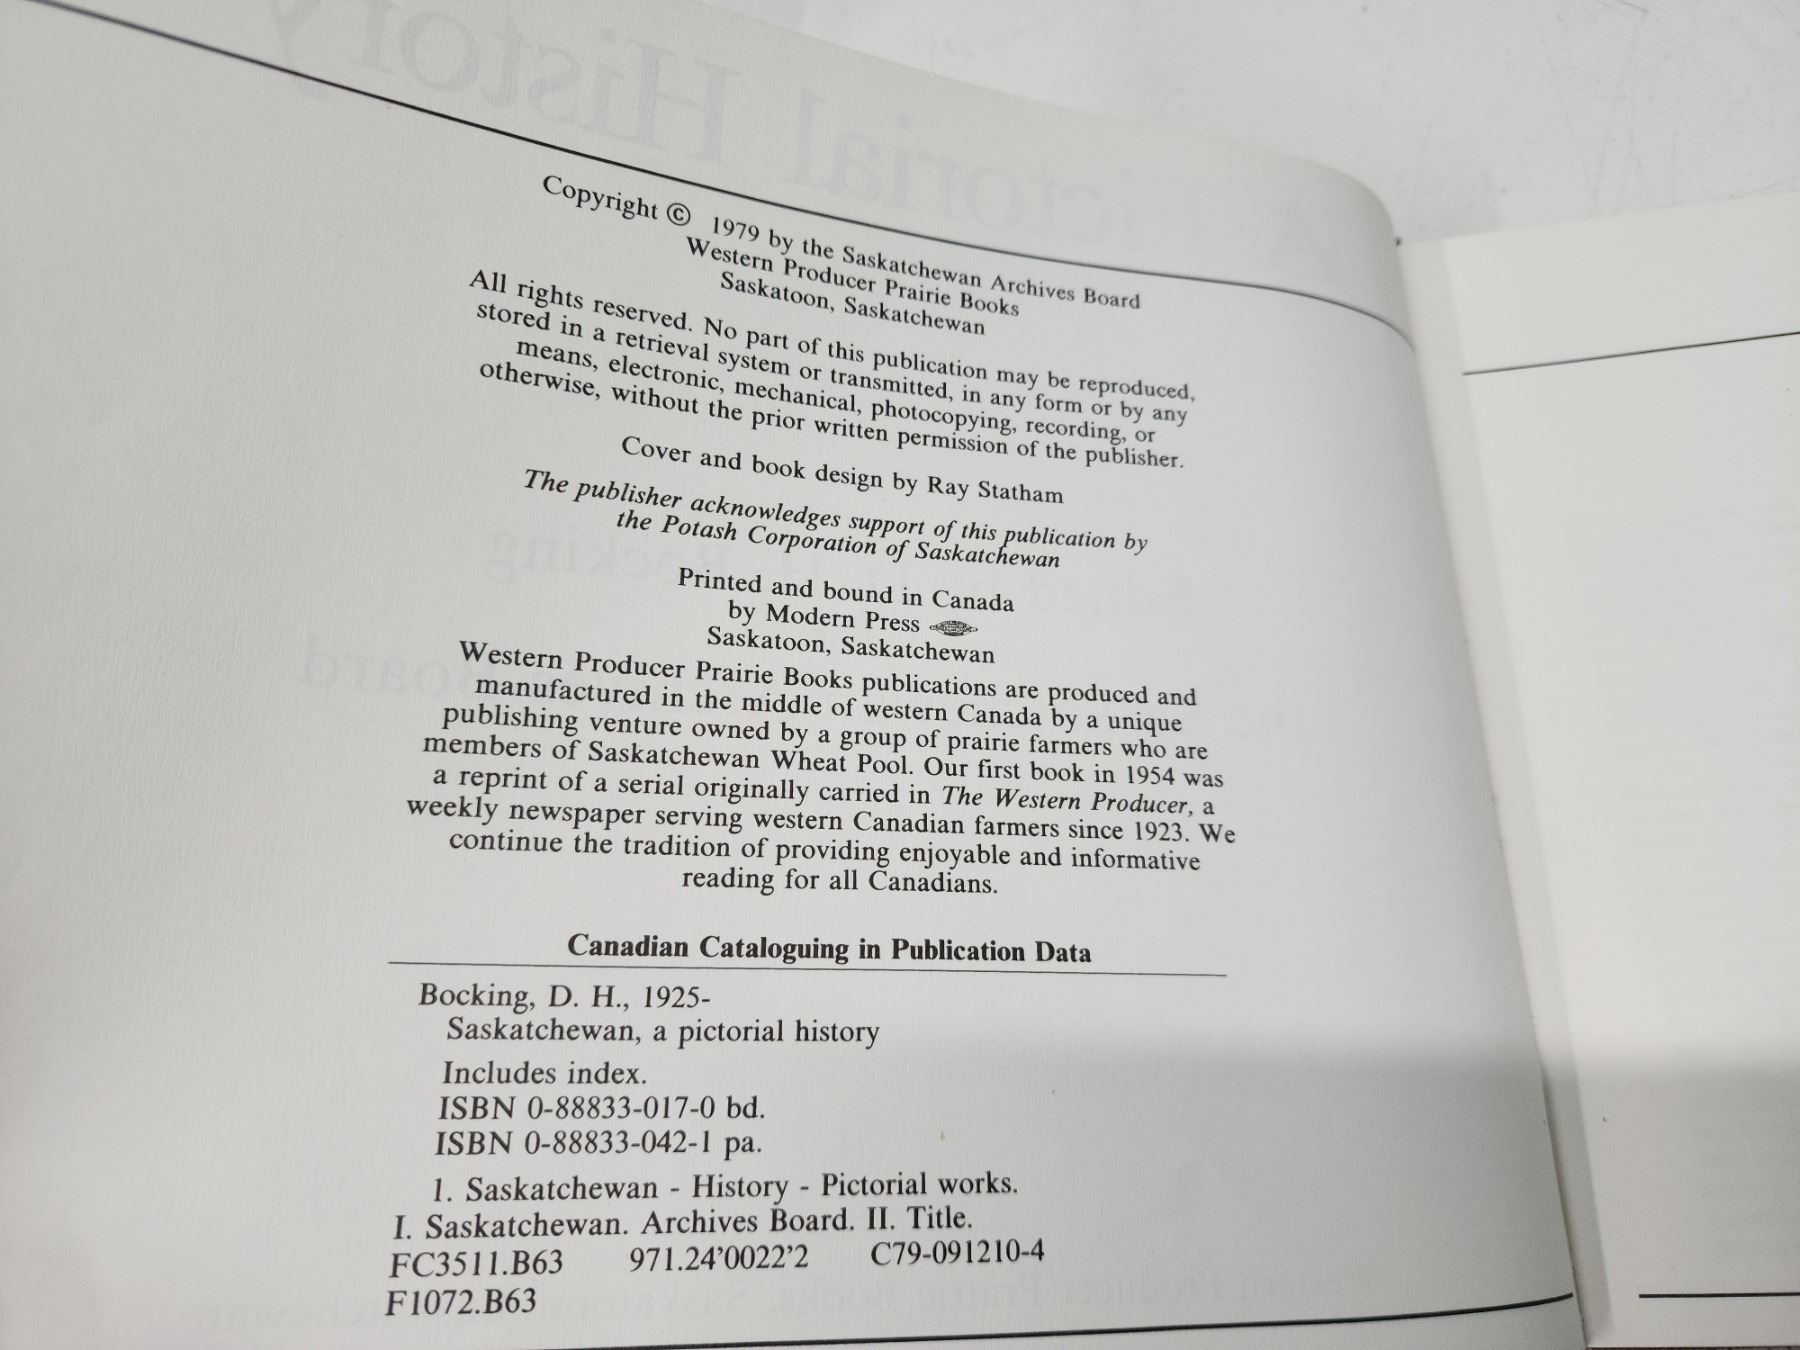 Copyright © 1979 by the Saskatchewan Archives Board
Western Producer Prairie Books
Saskatoon, Saskatchewan
All rights reserved. No part of this publication may be reproduced,
stored in a retrieval system or transmitted, in any form or by any
means, electronic, mechanical, photocopying, recording, or
otherwise, without the prior written permission of the publisher.
Cover and book design by Ray Statham
The publisher acknowledges support of this publication by
the Potash Corporation of Saskatchewan
Printed and bound in Canada
by Modern Press
Saskatoon, Saskatchewan
Western Producer Prairie Books publications are produced and
manufactured in the middle of western Canada by a unique
publishing venture owned by a group of prairie farmers who are
members of Saskatchewan Wheat Pool. Our first book in 1954 was
a reprint of a serial originally carried in The Western Producer, a
weekly newspaper serving western Canadian farmers since 1923. We
continue the tradition of providing enjoyable and informative
reading for all Canadians.
Canadian Cataloguing in Publication Data
Bocking, D. H., 1925-
Saskatchewan, a pictorial history
Includes index.
ISBN 0-88833-017-0 bd.
ISBN 0-88833-042-1 pa.
1. Saskatchewan - History - Pictorial works.
I. Saskatchewan. Archives Board. II. Title.
FC3511.B63 971.24'0022'2 C79-091210-4
F1072.B63